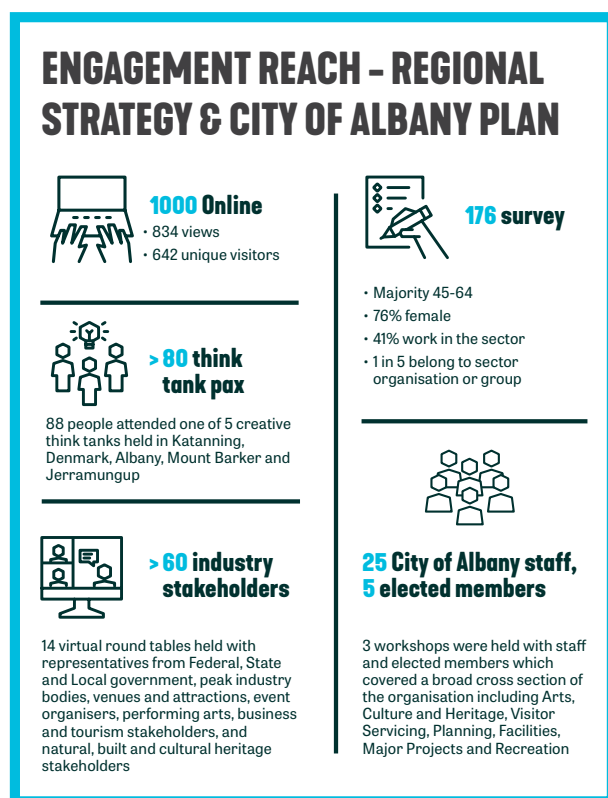 ENGAGEMENT REACH – REGIONAL
STRATEGY & CITY OF ALBANY PLAN
1000 Online
• 834 views
• 642 unique visitors
> 80 think
tank pax
88 people attended one of 5 creative
think tanks held in Katanning,
Denmark, Albany, Mount Barker and
Jerramungup
> 60 industry
stakeholders
14 virtual round tables held with
representatives from Federal, State
and Local government, peak industry
bodies, venues and attractions, event
organisers, performing arts, business
and tourism stakeholders, and
natural, built and cultural heritage
stakeholders
176 survey
• Majority 45-64
• 76% female
• 41% work in the sector
• 1 in 5 belong to sector
organisation or group
25 City of Albany staff,
5 elected members
3 workshops were held with staff
and elected members which
covered a broad cross section of
the organisation including Arts,
Culture and Heritage, Visitor
Servicing, Planning, Facilities,
Major Projects and Recreation